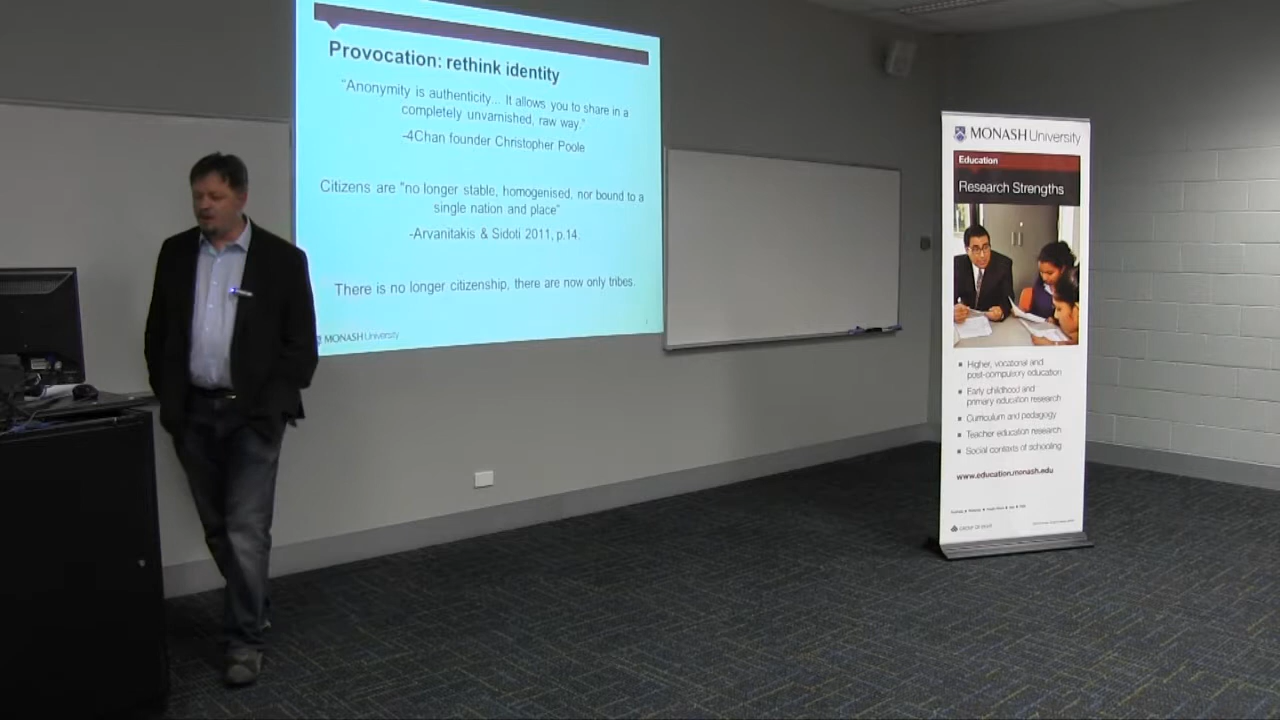 Provocation: rethink identity
"Anonymity is authenticity... It allows you to share in a
completely unvarnished, raw way."
-4Chan founder Christopher Poole
Citizens are "no longer stable, homogenised, nor bound to a
single nation and place"
-Arvanitakis & Sidoti 2011, p.14.
There is no longer citizenship, there are now only tribes.
MONASH University
MONASH University
Education
Research Strengths
Higher, vocational and
post-compulsory education
Early childhood and
primary education research
Curriculum and pedagogy
Teacher education research
Social contexts of schooling
www.education.monash.edu